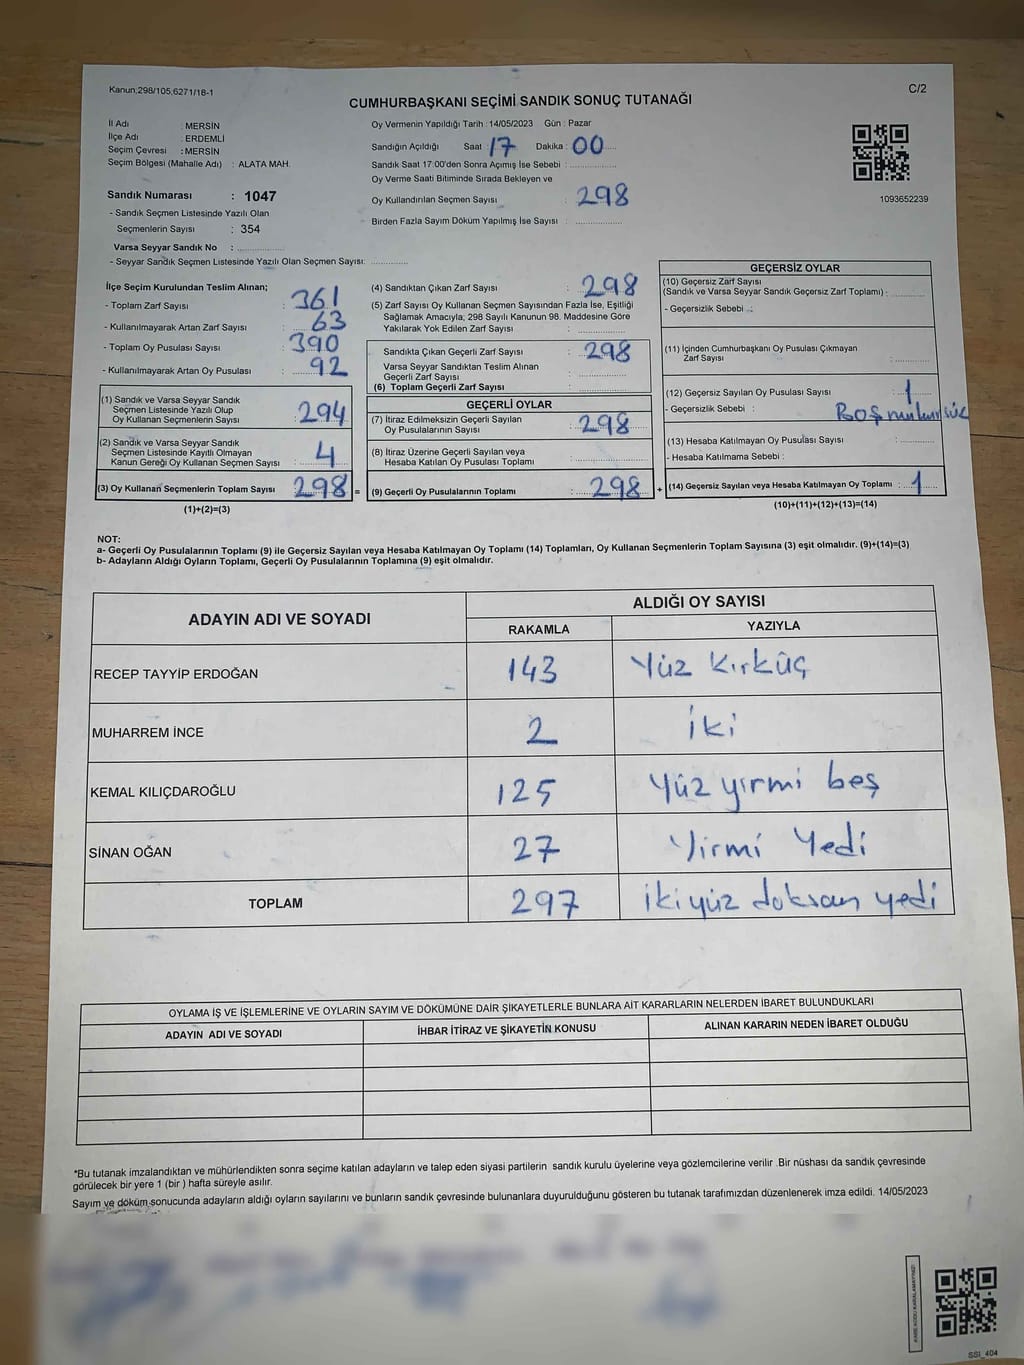 Kanun;298/105,6271/18-1
C/2
CUMHURBAŞKANI SEÇİMİ SANDIK SONUÇ TUTANAĞI
İl Adı : MERSİN
İlçe Adı : ERDEMLİ
Seçim Çevresi : MERSİN
Seçim Bölgesi (Mahalle Adı) : ALATA MAH.
Sandık Numarası : 1047
- Sandık Seçmen Listesinde Yazılı Olan
Seçmenlerin Sayısı : 354
Varsa Seyyar Sandık No : ..............
- Seyyar Sandık Seçmen Listesinde Yazılı Olan Seçmen Sayısı: ..............
Oy Vermenin Yapıldığı Tarih : 14/05/2023 Gün : Pazar
Sandığın Açıldığı Saat : 17 Dakika : 00
Sandık Saat 17:00'den Sonra Açımış İse Sebebi : ..............
Oy Verme Saati Bitiminde Sırada Bekleyen ve
Oy Kullandırılan Seçmen Sayısı : 298
Birden Fazla Sayım Döküm Yapılmış İse Sayısı : ..............
1093652239
İlçe Seçim Kurulundan Teslim Alınan;
- Toplam Zarf Sayısı : 361
- Kullanılmayarak Artan Zarf Sayısı : 63
- Toplam Oy Pusulası Sayısı : 390
- Kullanılmayarak Artan Oy Pusulası : 92
(1) Sandık ve Varsa Seyyar Sandık
Seçmen Listesinde Yazılı Olup
Oy Kullanan Seçmenlerin Sayısı : 294
(2) Sandık ve Varsa Seyyar Sandık
Seçmen Listesinde Kayıtlı Olmayan
Kanun Gereği Oy Kullanan Seçmen Sayısı : 4
(3) Oy Kullanan Seçmenlerin Toplam Sayısı : 298 =
(1)+(2)=(3)
(4) Sandıktan Çıkan Zarf Sayısı : 298
(5) Zarf Sayısı Oy Kullanan Seçmen Sayısından Fazla İse, Eşitliği
Sağlamak Amacıyla; 298 Sayılı Kanunun 98. Maddesine Göre
Yakılarak Yok Edilen Zarf Sayısı : ..............
Sandıkta Çıkan Geçerli Zarf Sayısı : 298
Varsa Seyyar Sandıktan Teslim Alınan
Geçerli Zarf Sayısı : ..............
(6) Toplam Geçerli Zarf Sayısı : ..............
GEÇERLİ OYLAR
(7) İtiraz Edilmeksizin Geçerli Sayılan
Oy Pusulalarının Sayısı : 298
(8) İtiraz Üzerine Geçerli Sayılan veya
Hesaba Katılan Oy Pusulası Toplamı : ..............
(9) Geçerli Oy Pusulalarının Toplamı : 298 +
GEÇERSİZ OYLAR
(10) Geçersiz Zarf Sayısı
(Sandık ve Varsa Seyyar Sandık Geçersiz Zarf Toplamı) : ..............
- Geçersizlik Sebebi :
(11) İçinden Cumhurbaşkanı Oy Pusulası Çıkmayan
Zarf Sayısı : ..............
(12) Geçersiz Sayılan Oy Pusulası Sayısı : 1
- Geçersizlik Sebebi : Boş mühürsüz
(13) Hesaba Katılmayan Oy Pusulası Sayısı : ..............
- Hesaba Katılmama Sebebi :
(14) Geçersiz Sayılan veya Hesaba Katılmayan Oy Toplamı : 1
(10)+(11)+(12)+(13)=(14)
NOT:
a- Geçerli Oy Pusulalarının Toplamı (9) ile Geçersiz Sayılan veya Hesaba Katılmayan Oy Toplamı (14) Toplamları, Oy Kullanan Seçmenlerin Toplam Sayısına (3) eşit olmalıdır. (9)+(14)=(3)
b- Adayların Aldığı Oyların Toplamı, Geçerli Oy Pusulalarının Toplamına (9) eşit olmalıdır.
ADAYIN ADI VE SOYADI ALDIĞI OY SAYISI
RAKAMLA YAZIYLA
RECEP TAYYİP ERDOĞAN 143 Yüz Kırküç
MUHARREM İNCE 2 iki
KEMAL KILIÇDAROĞLU 125 Yüz yirmi beş
SİNAN OĞAN 27 Yirmi Yedi
TOPLAM 297 ikiyüz doksan yedi
OYLAMA İŞ VE İŞLEMLERİNE VE OYLARIN SAYIM VE DÖKÜMÜNE DAİR ŞİKAYETLERLE BUNLARA AİT KARARLARIN NELERDEN İBARET BULUNDUKLARI
ADAYIN ADI VE SOYADI İHBAR İTİRAZ VE ŞİKAYETİN KONUSU ALINAN KARARIN NEDEN İBARET OLDUĞU
*Bu tutanak imzalandıktan ve mühürlendikten sonra seçime katılan adayların ve talep eden siyasi partilerin sandık kurulu üyelerine veya gözlemcilerine verilir .Bir nüshası da sandık çevresinde
görülecek bir yere 1 (bir ) hafta süreyle asılır.
Sayım ve döküm sonucunda adayların aldığı oyların sayılarını ve bunların sandık çevresinde bulunanlara duyurulduğunu gösteren bu tutanak tarafımızdan düzenlenerek imza edildi. 14/05/2023
KARE KODU KARALAMAYINIZ!
SSI_404